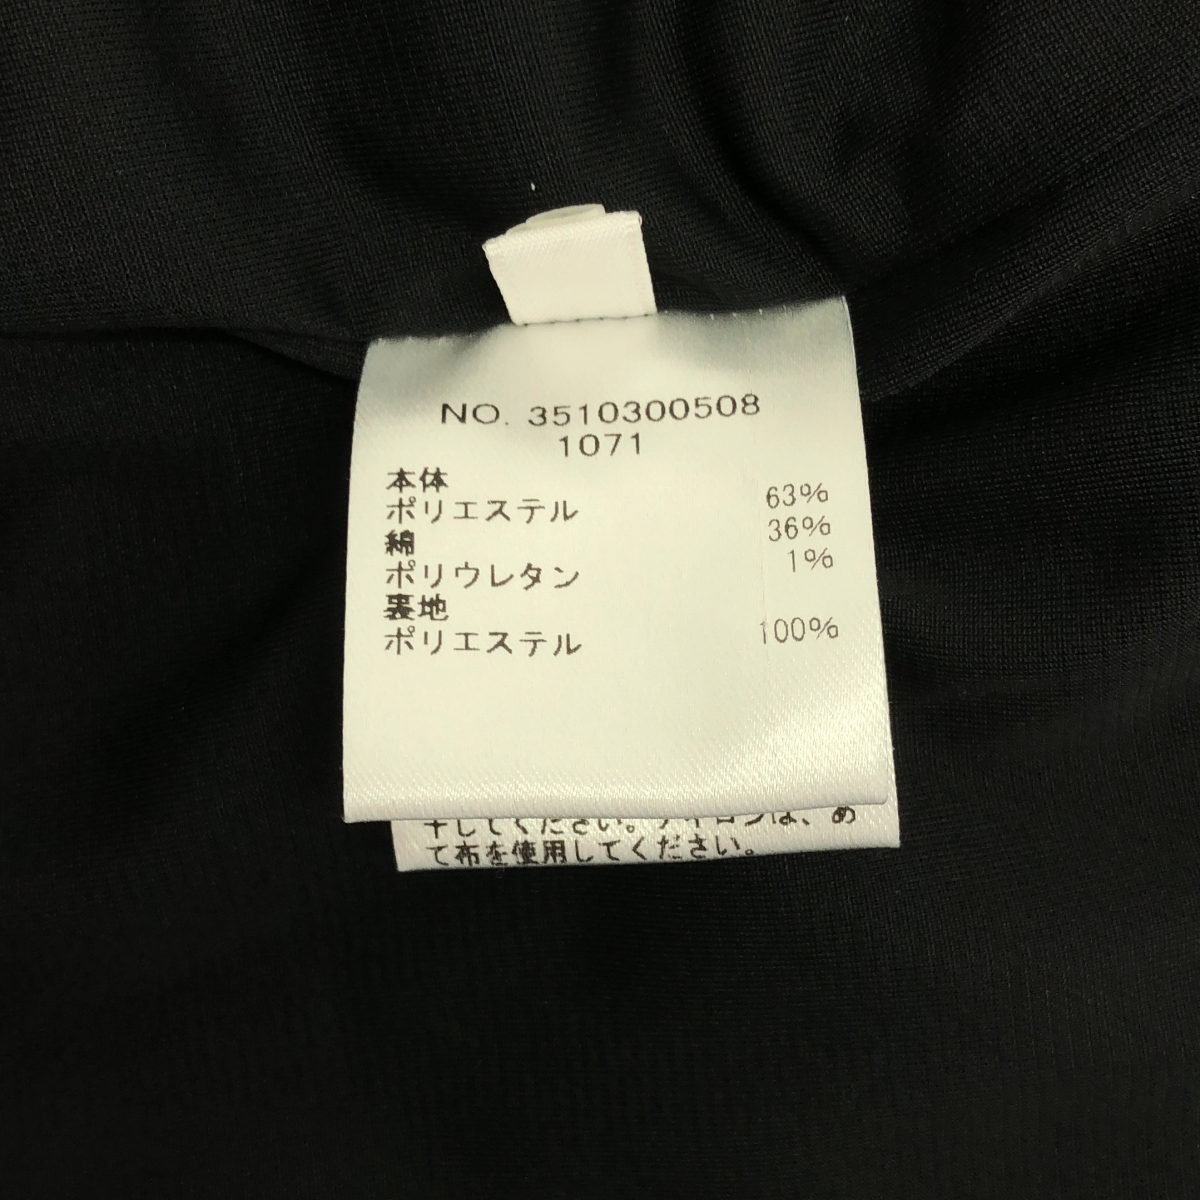 NO. 3510300508
1071
本体
ポリエステル 63%
綿 36%
ポリウレタン 1%
裏地
ポリエステル 100%
干してください。アイロンは、あ
て布を使用してください。